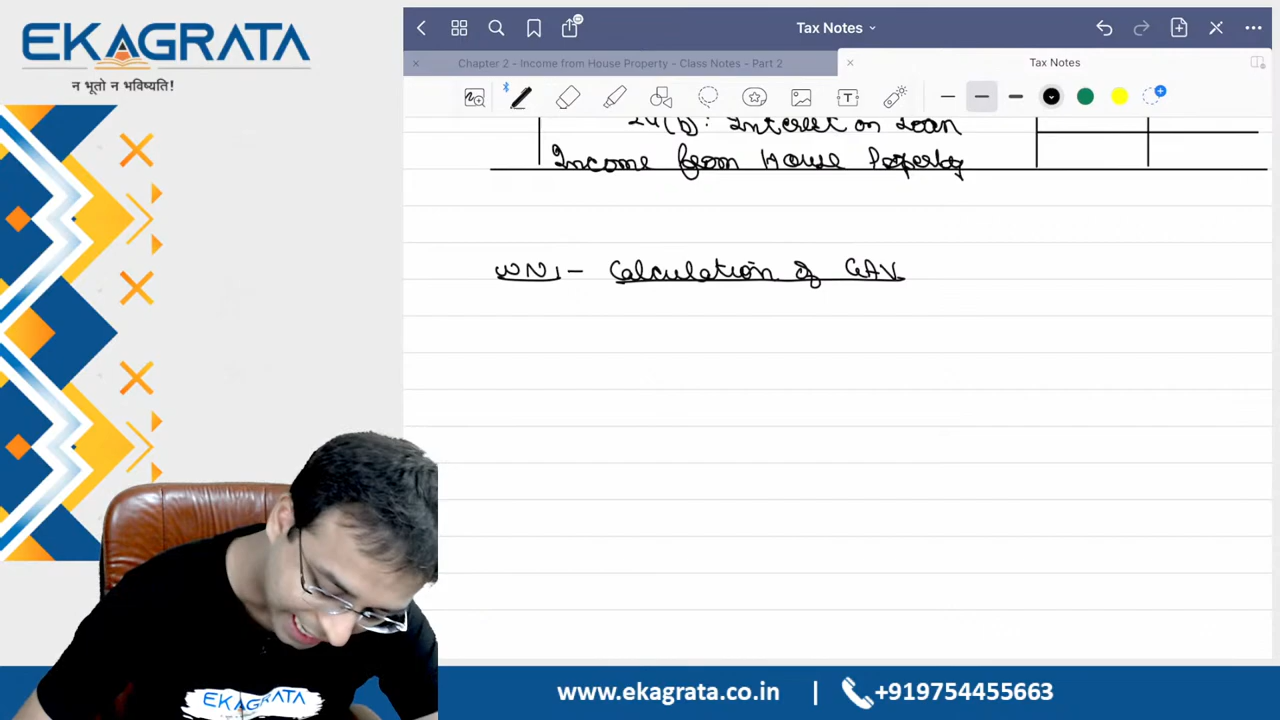 EKAGRATA
न भूतो न भविष्यति!
Tax Notes
Chapter 2 - Income from House Property - Class Notes - Part 2
Tax Notes
24(b): Interest on Loan
Income from House Property
WN1 - Calculation of GAV
EKAGRATA
www.ekagrata.co.in | +919754455663